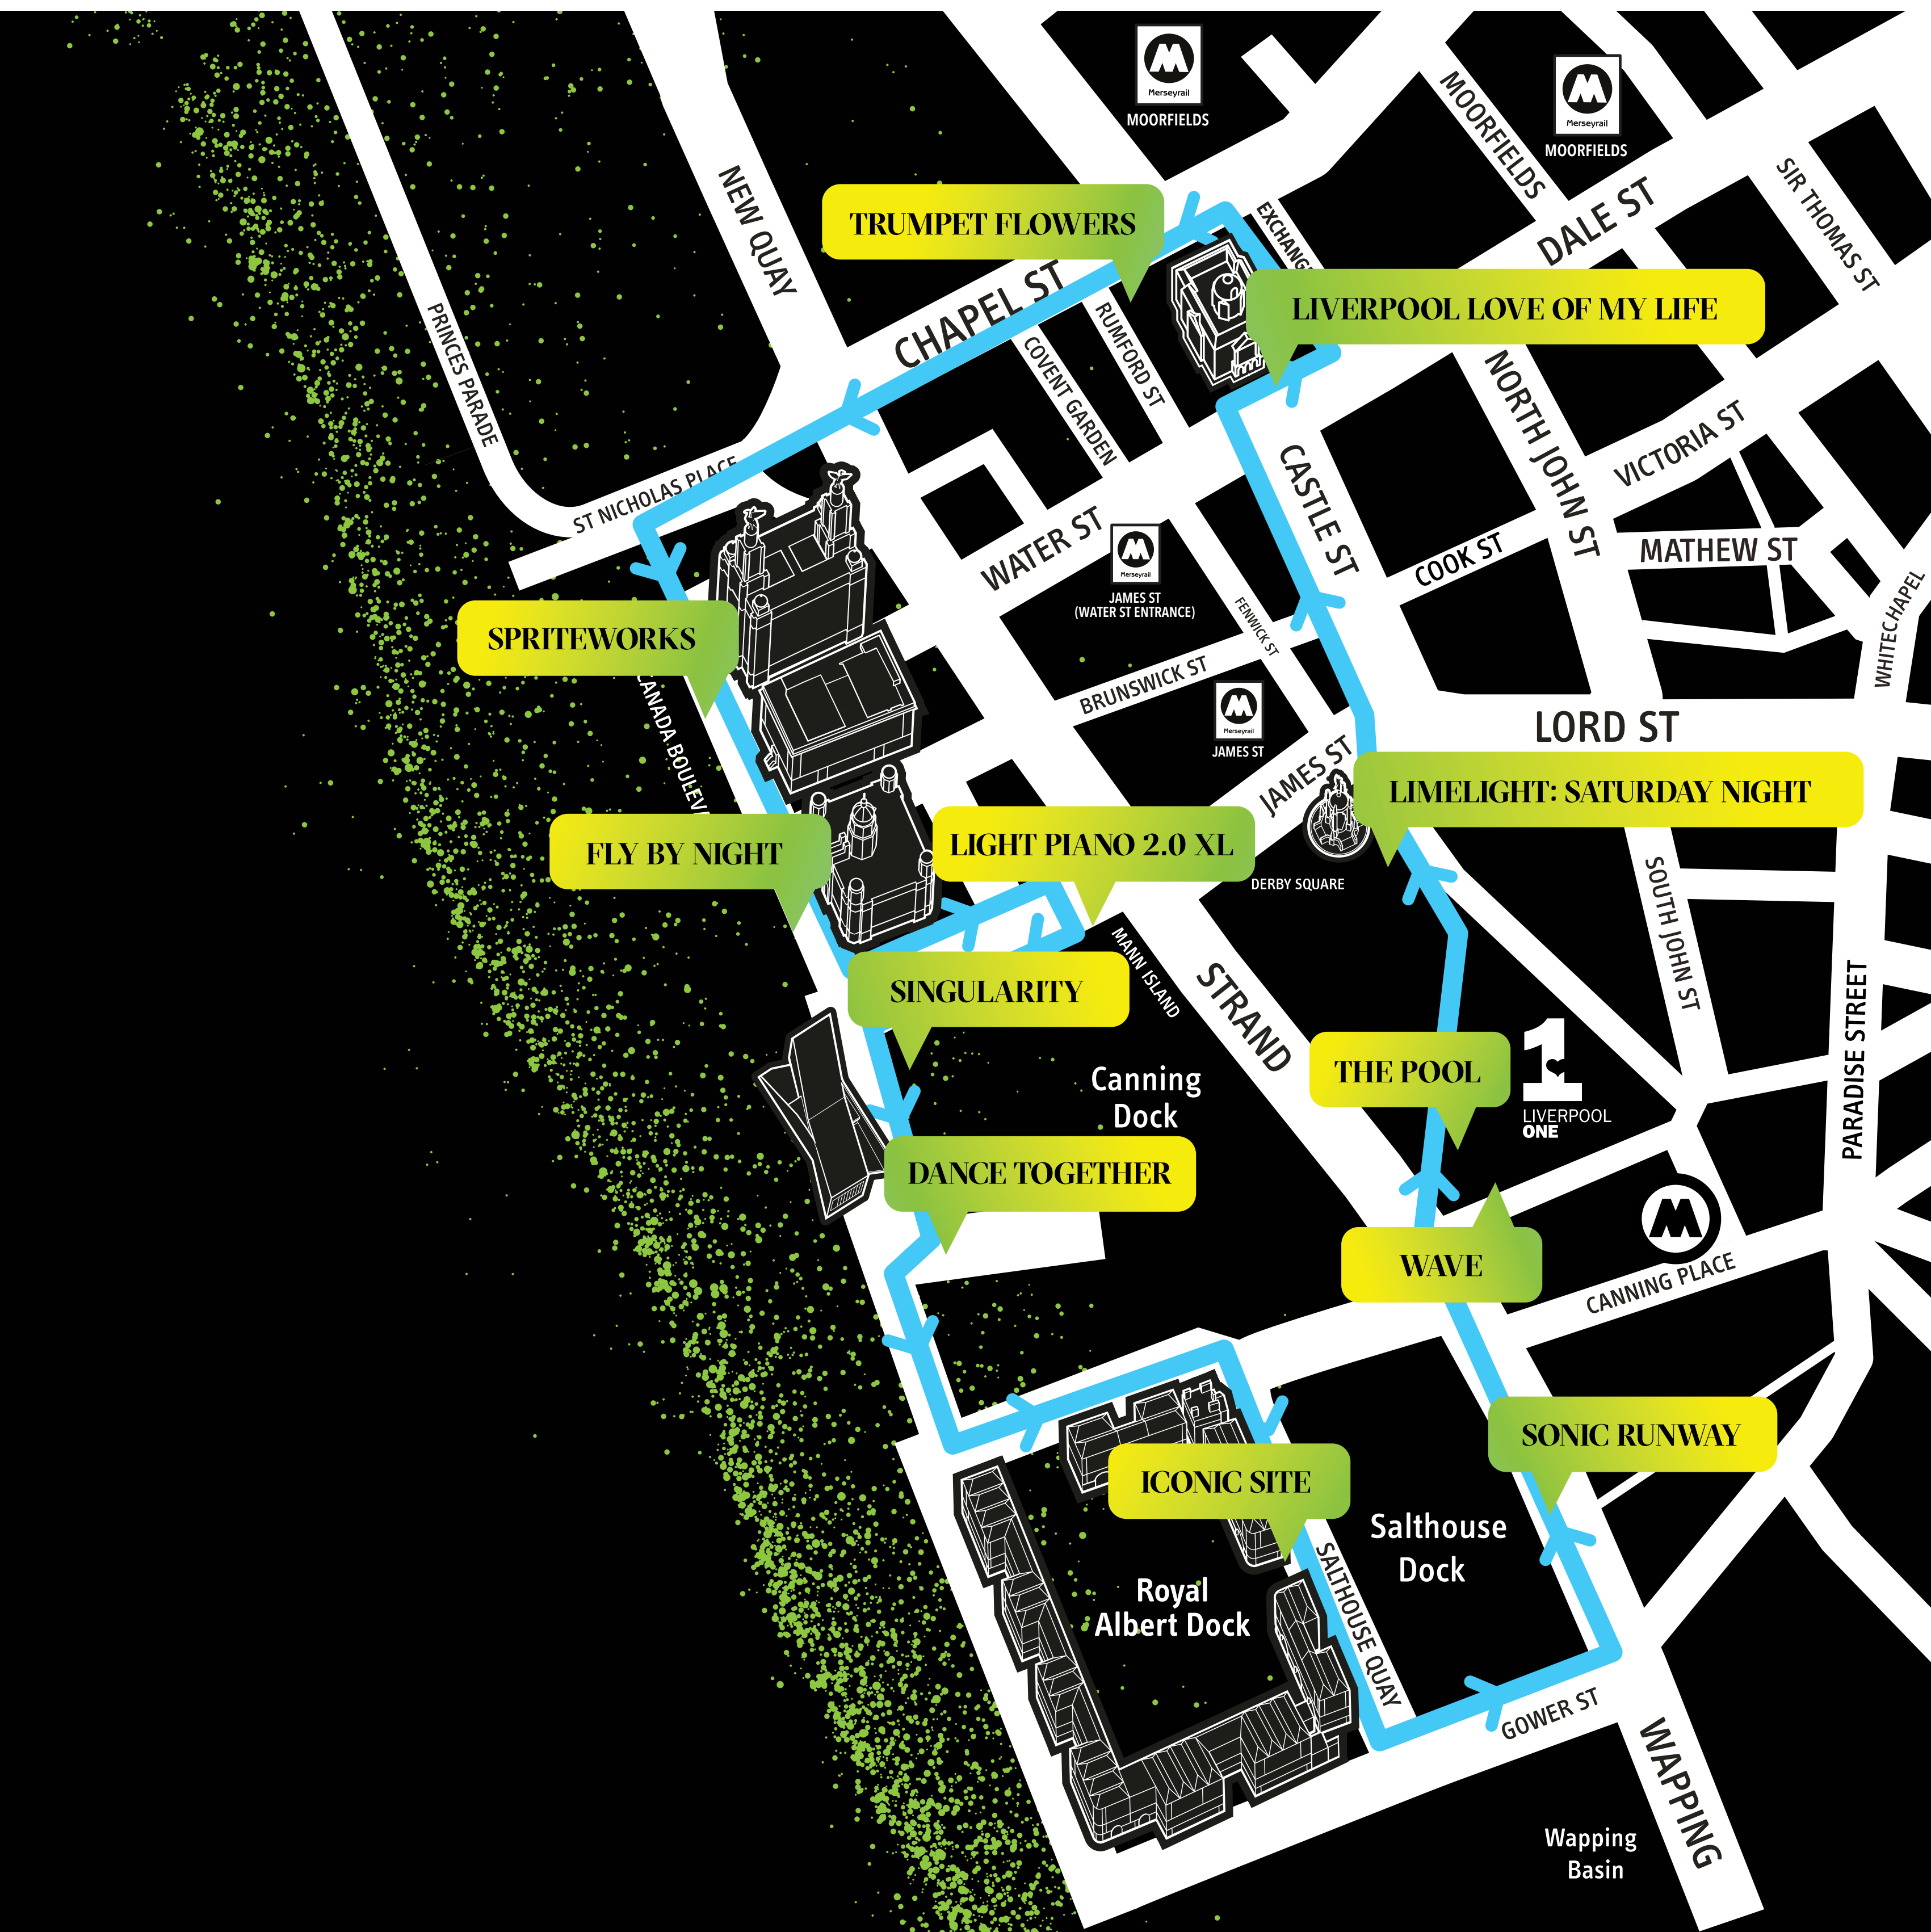 Merseyrail
MOORFIELDS
Merseyrail
MOORFIELDS
MOORFIELDS
SIR THOMAS ST
DALE ST
NEW QUAY
TRUMPET FLOWERS
EXCHANGE
LIVERPOOL LOVE OF MY LIFE
CHAPEL ST
RUMFORD ST
COVENT GARDEN
PRINCES PARADE
ST NICHOLAS PLACE
NORTH JOHN ST
VICTORIA ST
CASTLE ST
WATER ST
COOK ST
MATHEW ST
WHITECHAPEL
Merseyrail
JAMES ST
(WATER ST ENTRANCE)
FENWICK ST
SPRITEWORKS
BRUNSWICK ST
CANADA BOULEV
Merseyrail
JAMES ST
JAMES ST
LORD ST
LIMELIGHT: SATURDAY NIGHT
FLY BY NIGHT
LIGHT PIANO 2.0 XL
DERBY SQUARE
SOUTH JOHN ST
MANN ISLAND
SINGULARITY
STRAND
PARADISE STREET
Canning
Dock
THE POOL
1
LIVERPOOL
ONE
DANCE TOGETHER
WAVE
CANNING PLACE
SONIC RUNWAY
ICONIC SITE
Salthouse
Dock
Royal
Albert Dock
SALTHOUSE QUAY
GOWER ST
WAPPING
Wapping
Basin